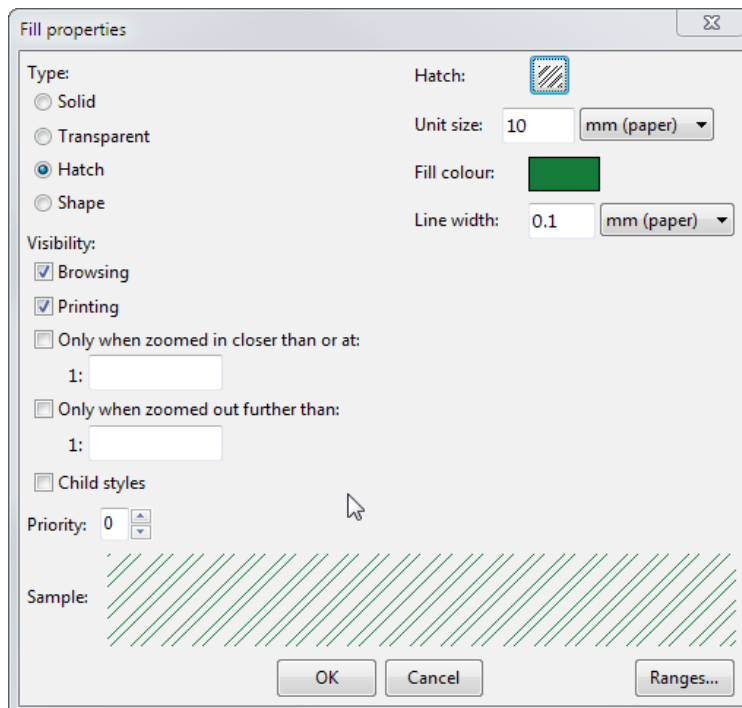 Fill properties
Type:
Solid
Transparent
Hatch
Shape
Visibility:
Browsing
Printing
Only when zoomed in closer than or at:
1:
Only when zoomed out further than:
1:
Child styles
Priority: 0
Hatch:
Unit size: 10 mm (paper)
Fill colour:
Line width: 0.1 mm (paper)
Sample:
OK Cancel Ranges...